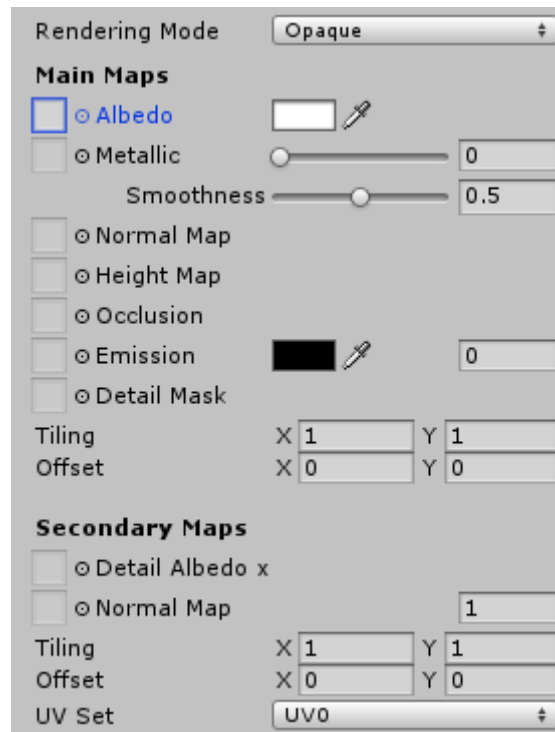 Rendering Mode Opaque
Main Maps
Albedo
Metallic 0
Smoothness 0.5
Normal Map
Height Map
Occlusion
Emission 0
Detail Mask
Tiling X 1 Y 1
Offset X 0 Y 0
Secondary Maps
Detail Albedo x
Normal Map 1
Tiling X 1 Y 1
Offset X 0 Y 0
UV Set UV0